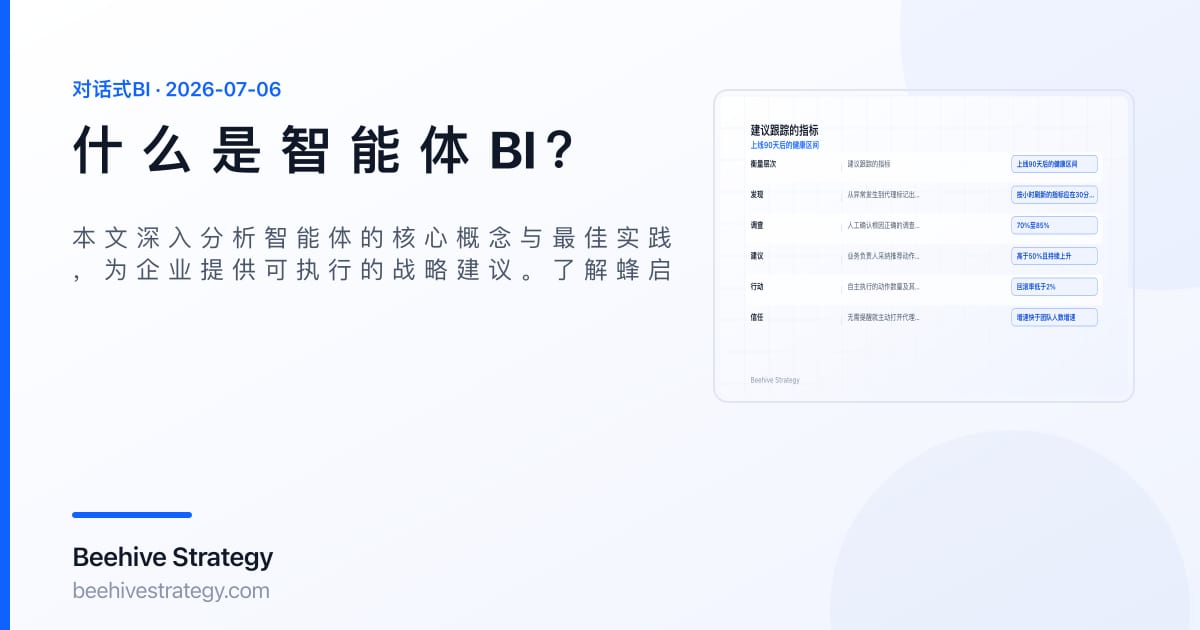 对话式BI · 2026-07-06
什么是智能体BI?
本文深入分析智能体的核心概念与最佳实践
，为企业提供可执行的战略建议。了解蜂启
建议跟踪的指标
上线90天后的健康区间
衡量层次 建议跟踪的指标 上线90天后的健康区间
发现 从异常发生到代理标记出... 按小时刷新的指标应在30分...
调查 人工确认根因正确的调查... 70%至85%
建议 业务负责人采纳推荐动作... 高于50%且持续上升
行动 自主执行的动作数量及其... 回滚率低于2%
信任 无需提醒就主动打开代理... 增速快于团队人数增速
Beehive Strategy
Beehive Strategy
beehivestrategy.com